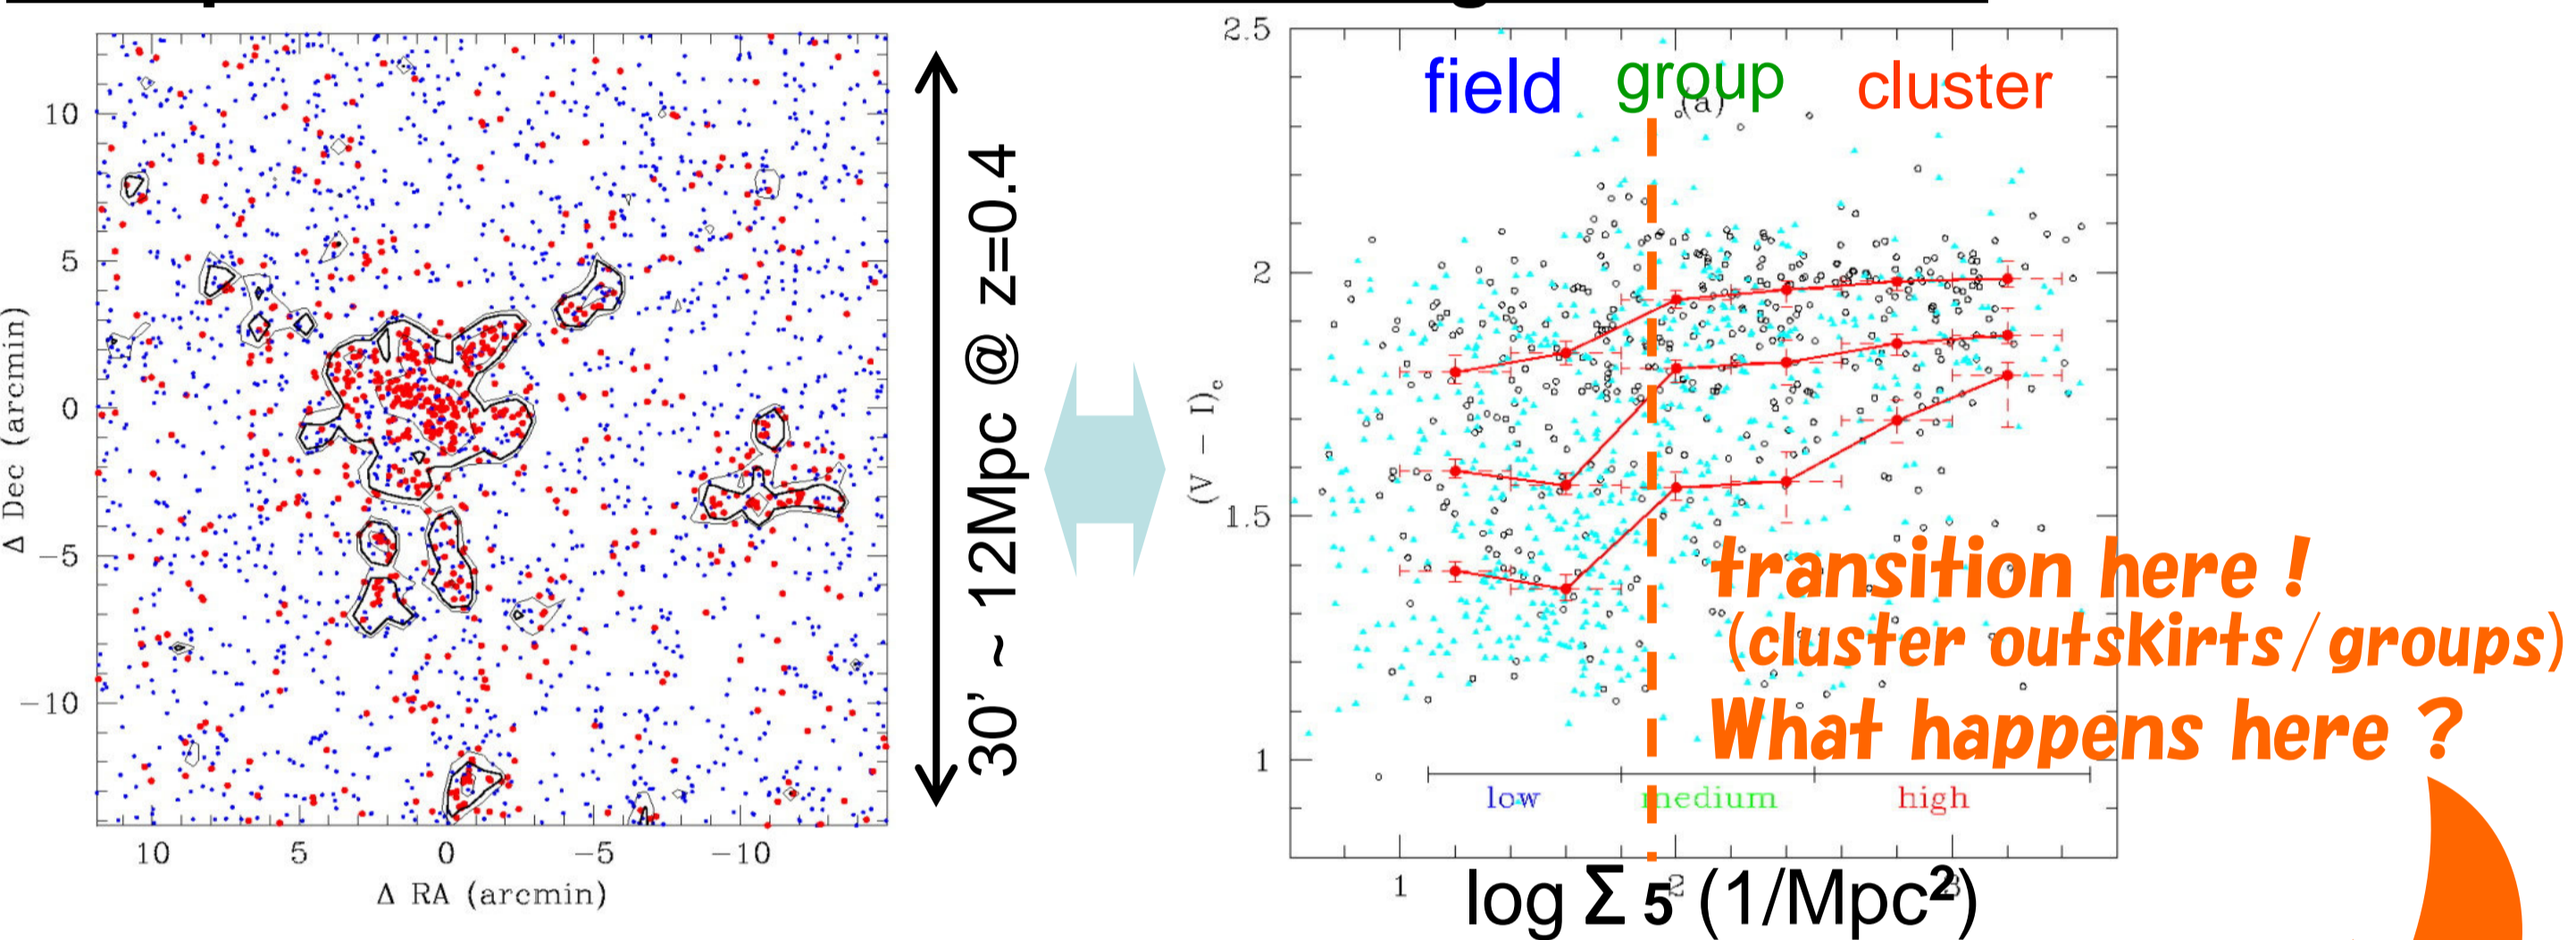 10
5
0
−5
−10
Δ Dec (arcmin)
10 5 0 −5 −10
Δ RA (arcmin)
30' ~ 12Mpc @ z=0.4
2.5
2
1.5
1
(V − I)c
field group cluster
(a)
transition here !
(cluster outskirts/groups)
What happens here ?
low medium high
1 2 3
log Σ 5 (1/Mpc²)